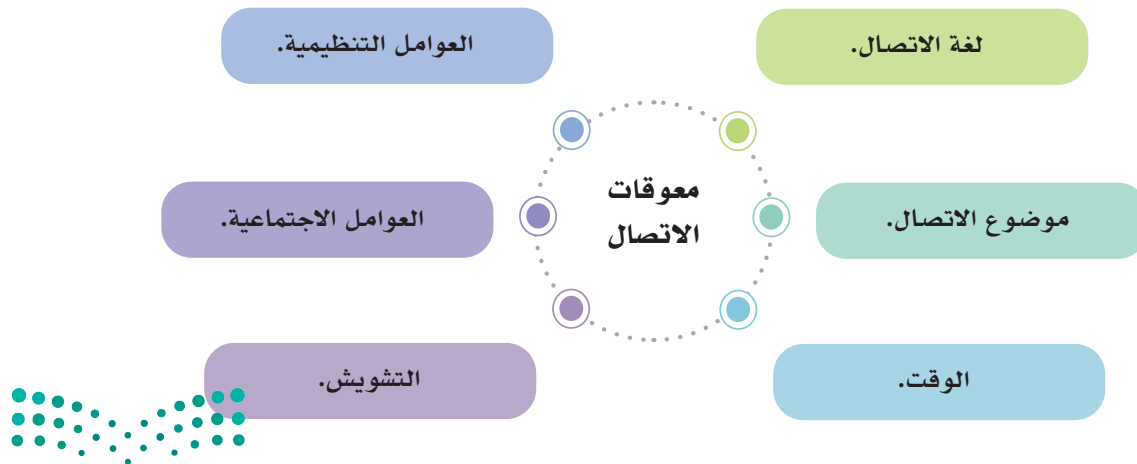 معوقات
الاتصال
لغة الاتصال.
موضوع الاتصال.
الوقت.
العوامل التنظيمية.
العوامل الاجتماعية.
التشويش.